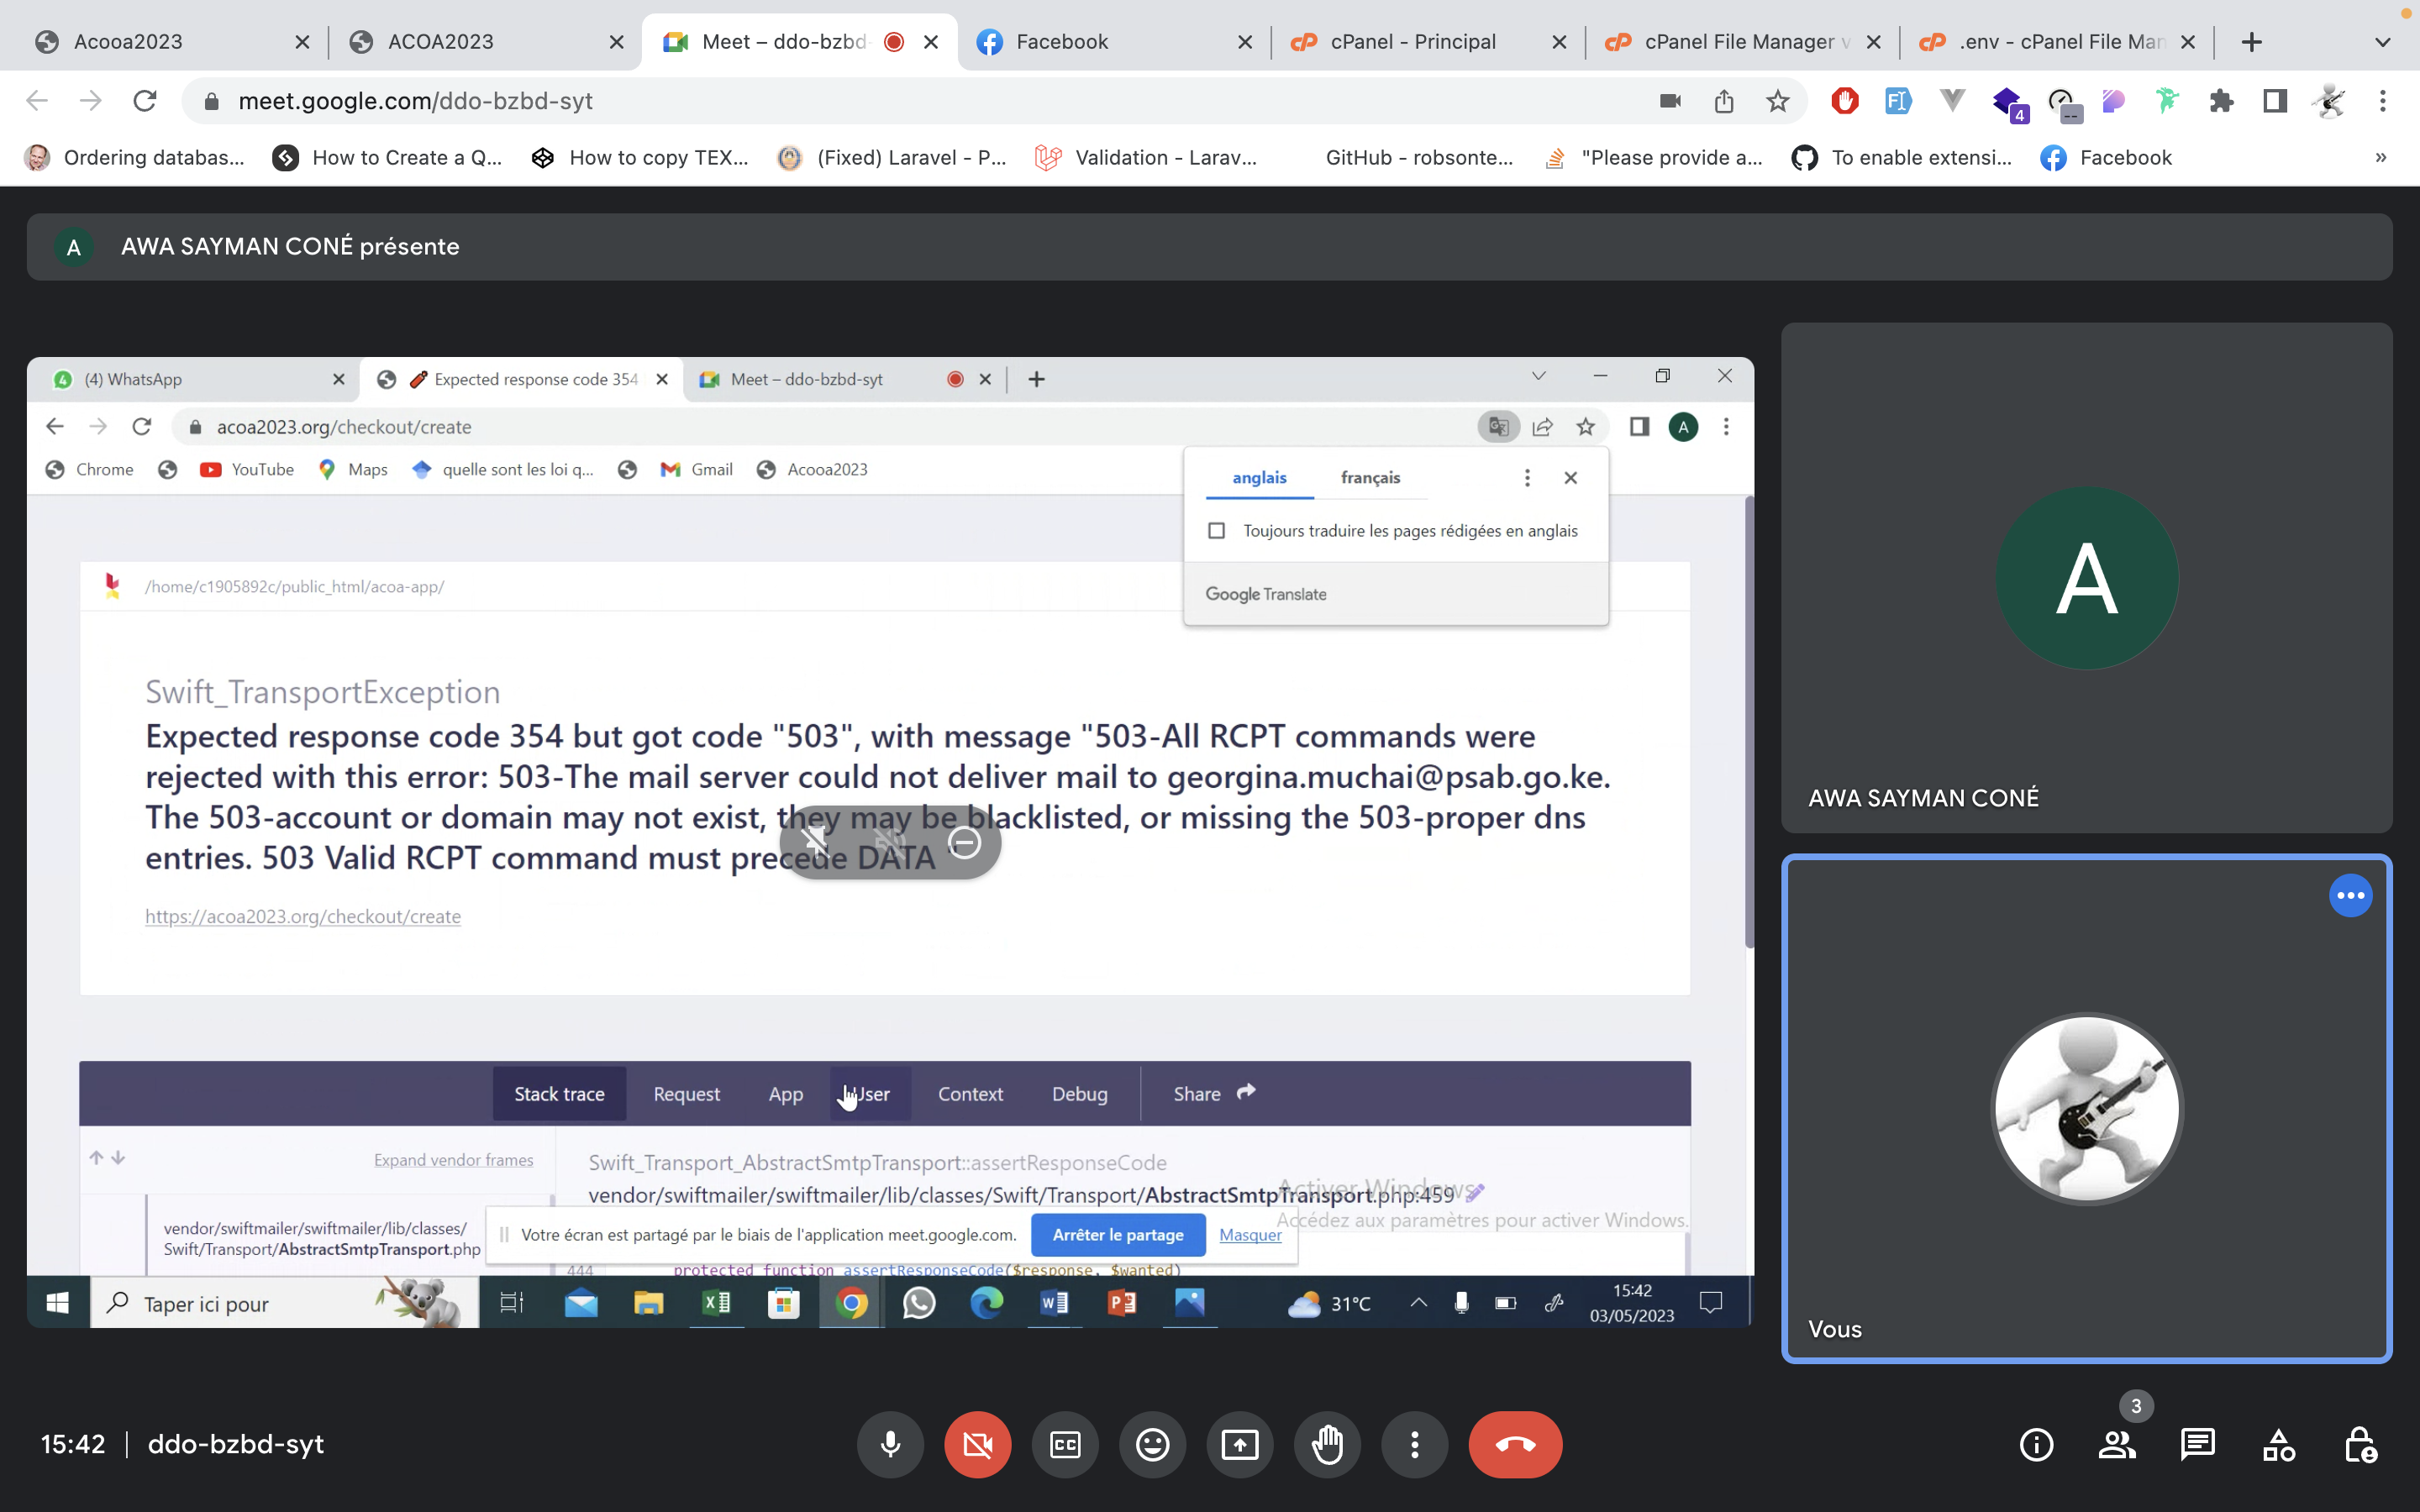 Acooa2023
ACOA2023
Meet – ddo-bzbd-
Facebook
cPanel - Principal
cPanel File Manager v
.env - cPanel File Man
meet.google.com/ddo-bzbd-syt
4
--
Ordering databas...
How to Create a Q...
How to copy TEX...
(Fixed) Laravel - P...
Validation - Larav...
GitHub - robsonte...
"Please provide a...
To enable extensi...
Facebook
»
A
AWA SAYMAN CONÉ présente
4
(4) WhatsApp
Expected response code 354
Meet – ddo-bzbd-syt
acoa2023.org/checkout/create
A
Chrome
YouTube
Maps
quelle sont les loi q...
Gmail
Acooa2023
anglais
français
Toujours traduire les pages rédigées en anglais
Google Translate
/home/c1905892c/public_html/acoa-app/
Swift_TransportException
Expected response code 354 but got code "503", with message "503-All RCPT commands were
rejected with this error: 503-The mail server could not deliver mail to georgina.muchai@psab.go.ke.
The 503-account or domain may not exist, they may be blacklisted, or missing the 503-proper dns
entries. 503 Valid RCPT command must precede DATA "
https://acoa2023.org/checkout/create
Stack trace
Request
App
User
Context
Debug
Share
Expand vendor frames
Swift_Transport_AbstractSmtpTransport::assertResponseCode
vendor/swiftmailer/swiftmailer/lib/classes/Swift/Transport/AbstractSmtpTransport.php:459
Activer Windows
Accédez aux paramètres pour activer Windows.
vendor/swiftmailer/swiftmailer/lib/classes/
Swift/Transport/AbstractSmtpTransport.php
Votre écran est partagé par le biais de l'application meet.google.com.
Arrêter le partage
Masquer
444
protected function assertResponseCode($response, $wanted)
Taper ici pour
31°C
15:42
03/05/2023
A
AWA SAYMAN CONÉ
Vous
15:42
ddo-bzbd-syt
3